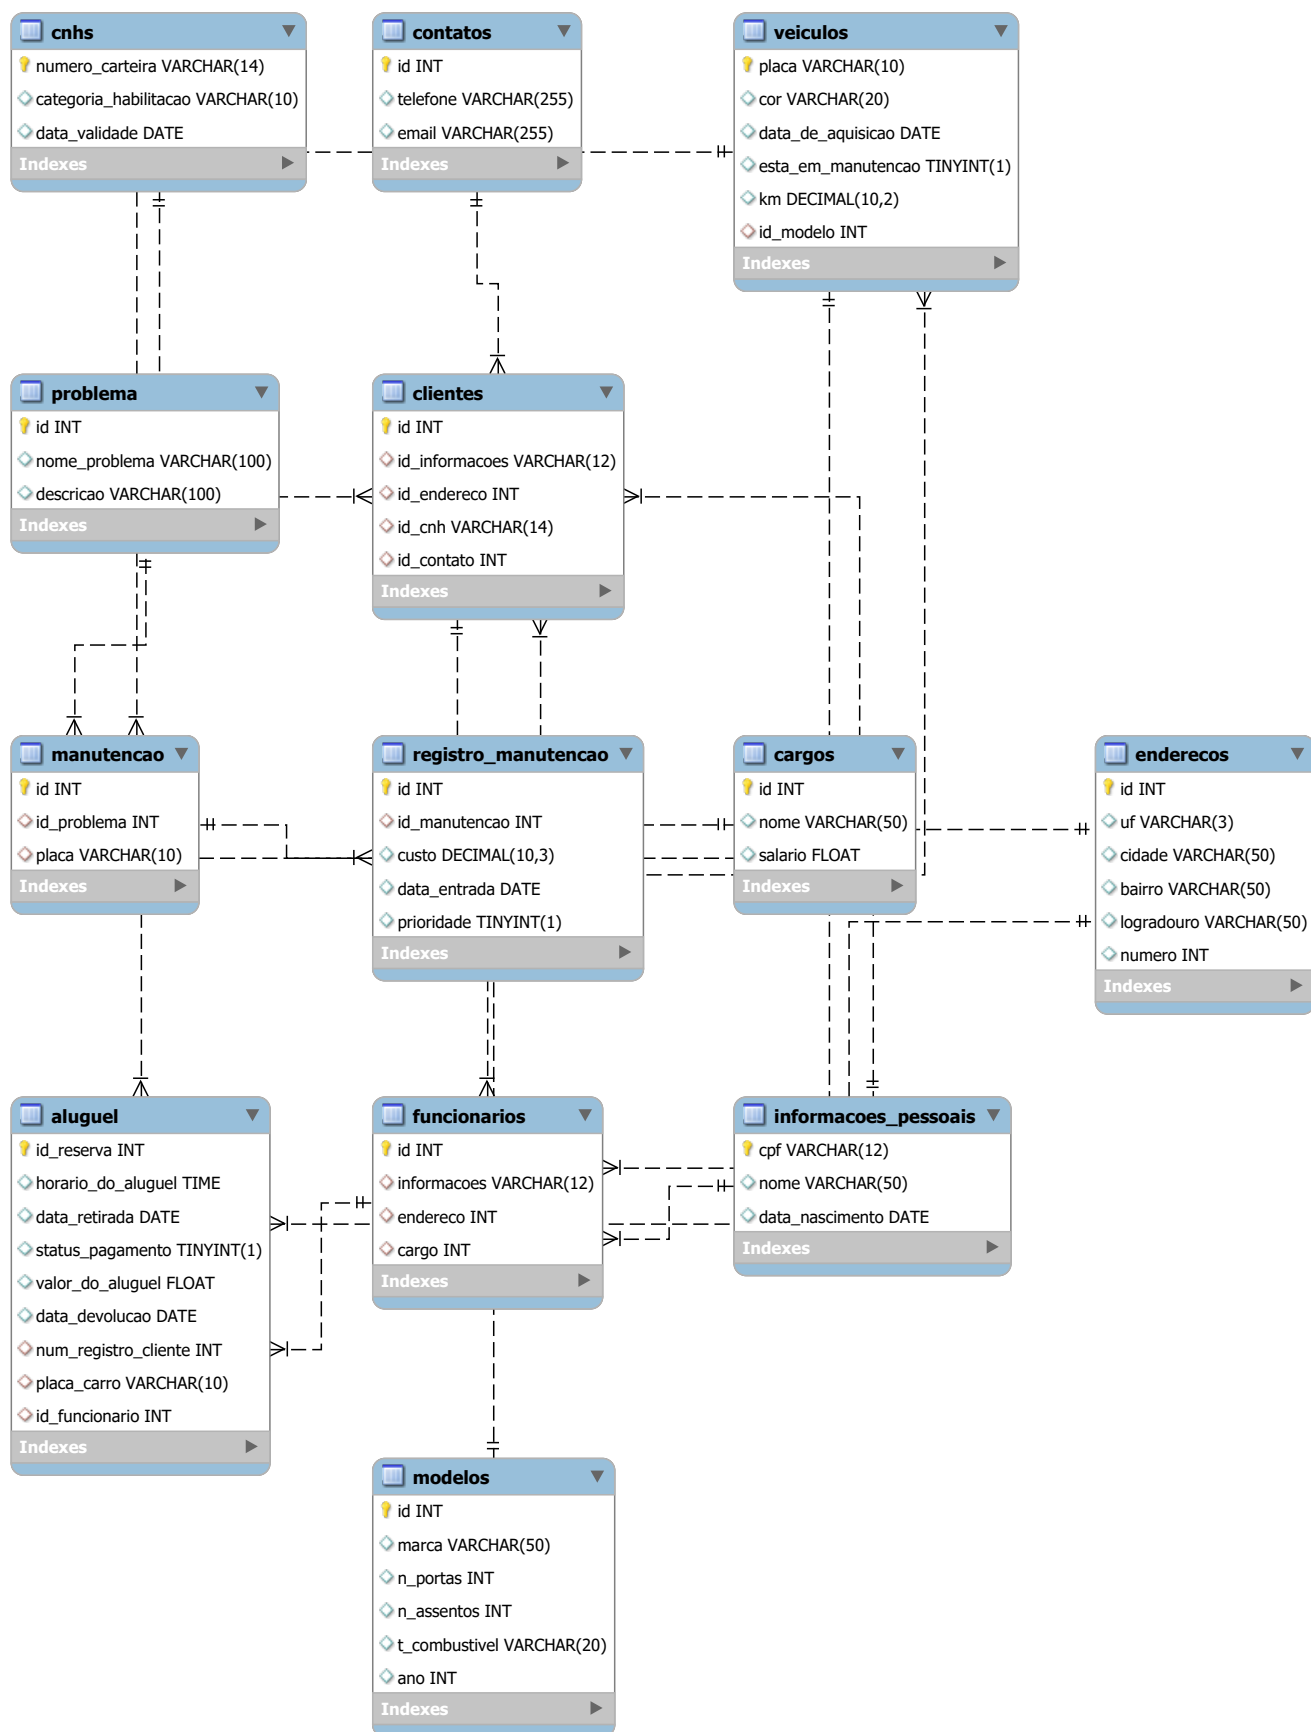 cnhs
numero_carteira VARCHAR(14)
categoria_habilitacao VARCHAR(10)
data_validade DATE
Indexes
contatos
id INT
telefone VARCHAR(255)
email VARCHAR(255)
Indexes
veiculos
placa VARCHAR(10)
cor VARCHAR(20)
data_de_aquisicao DATE
esta_em_manutencao TINYINT(1)
km DECIMAL(10,2)
id_modelo INT
Indexes
problema
id INT
nome_problema VARCHAR(100)
descricao VARCHAR(100)
Indexes
clientes
id INT
id_informacoes VARCHAR(12)
id_endereco INT
id_cnh VARCHAR(14)
id_contato INT
Indexes
manutencao
id INT
id_problema INT
placa VARCHAR(10)
Indexes
registro_manutencao
id INT
id_manutencao INT
custo DECIMAL(10,3)
data_entrada DATE
prioridade TINYINT(1)
Indexes
cargos
id INT
nome VARCHAR(50)
salario FLOAT
Indexes
enderecos
id INT
uf VARCHAR(3)
cidade VARCHAR(50)
bairro VARCHAR(50)
logradouro VARCHAR(50)
numero INT
Indexes
aluguel
id_reserva INT
horario_do_aluguel TIME
data_retirada DATE
status_pagamento TINYINT(1)
valor_do_aluguel FLOAT
data_devolucao DATE
num_registro_cliente INT
placa_carro VARCHAR(10)
id_funcionario INT
Indexes
funcionarios
id INT
informacoes VARCHAR(12)
endereco INT
cargo INT
Indexes
informacoes_pessoais
cpf VARCHAR(12)
nome VARCHAR(50)
data_nascimento DATE
Indexes
modelos
id INT
marca VARCHAR(50)
n_portas INT
n_assentos INT
t_combustivel VARCHAR(20)
ano INT
Indexes